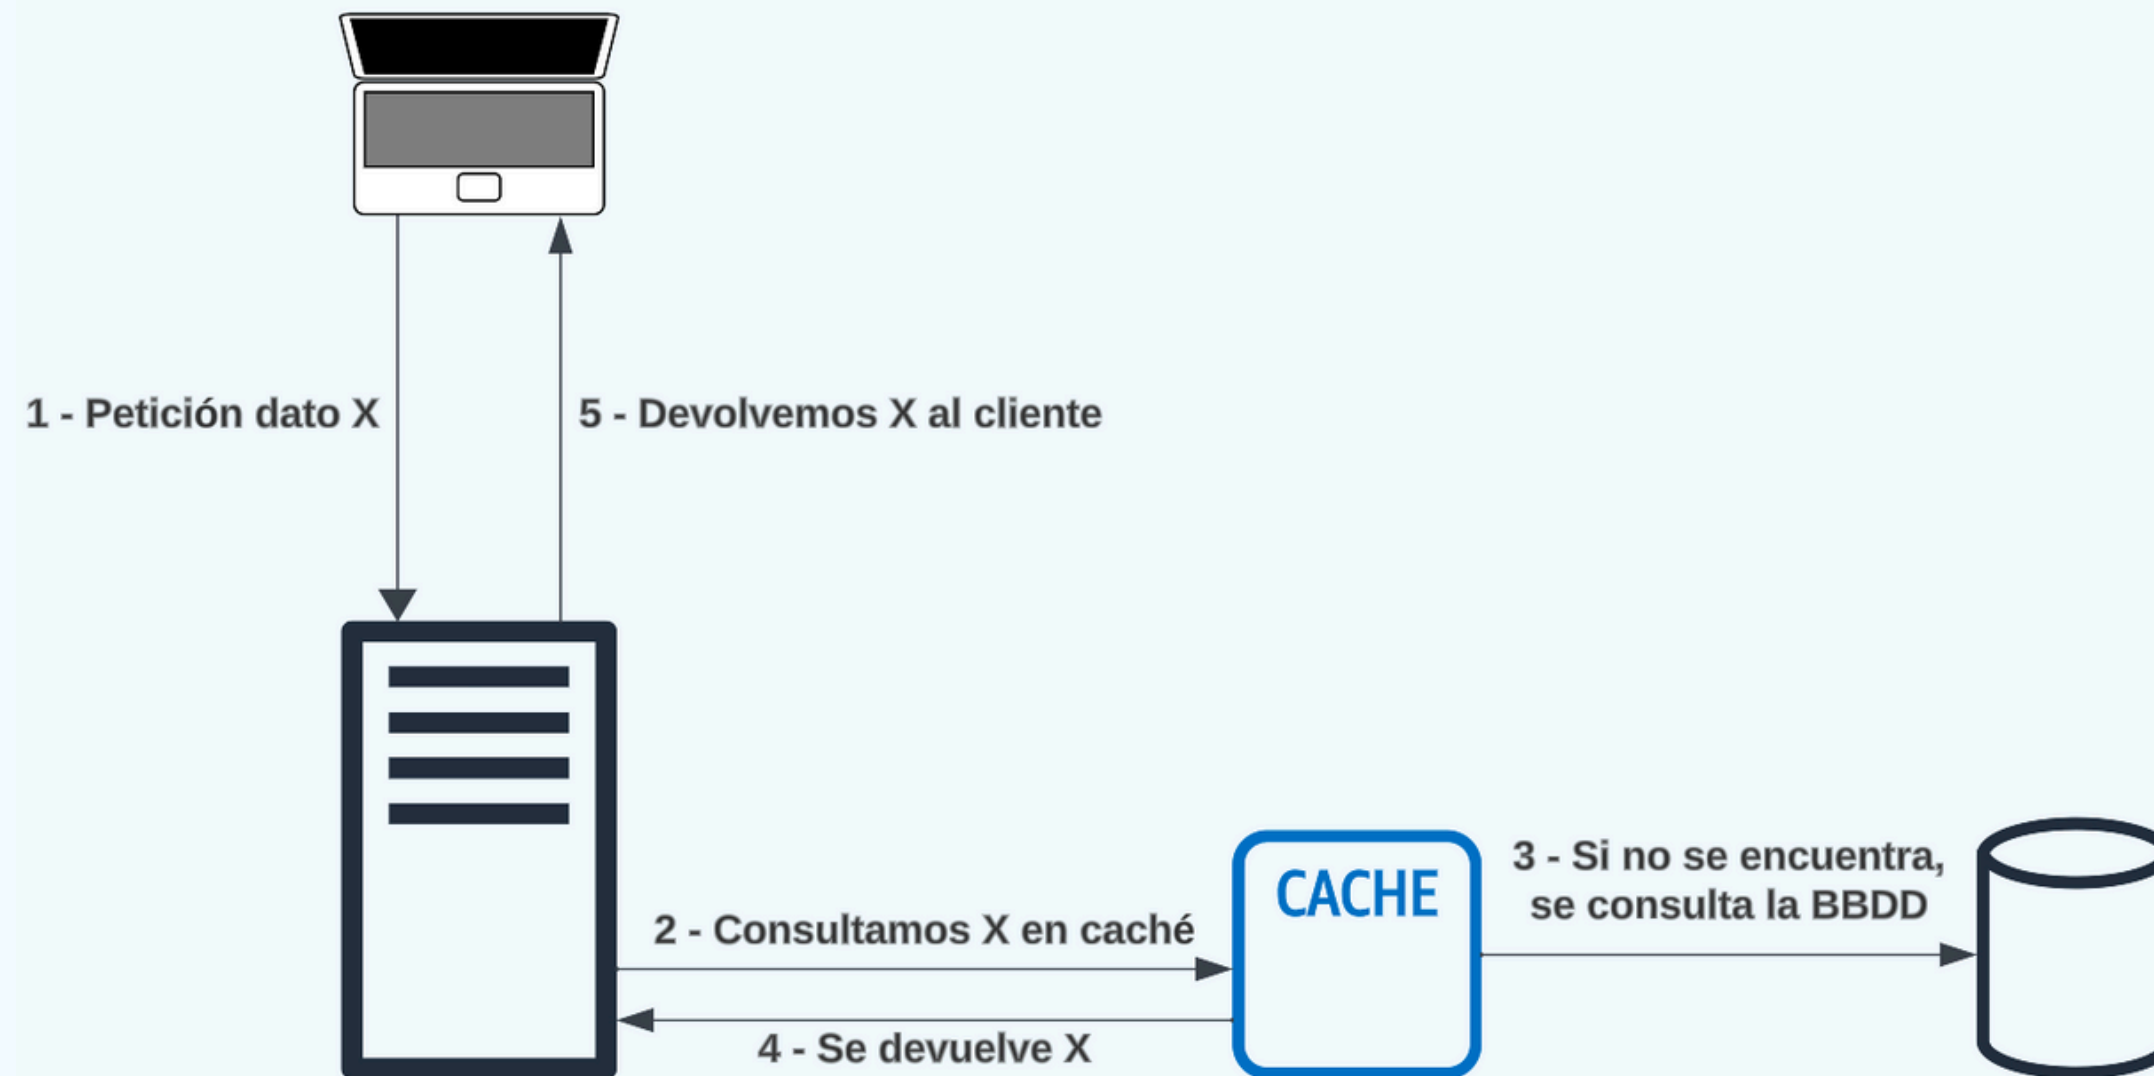 1 - Petición dato X
5 - Devolvemos X al cliente
CACHE
3 - Si no se encuentra,
se consulta la BBDD
2 - Consultamos X en caché
4 - Se devuelve X